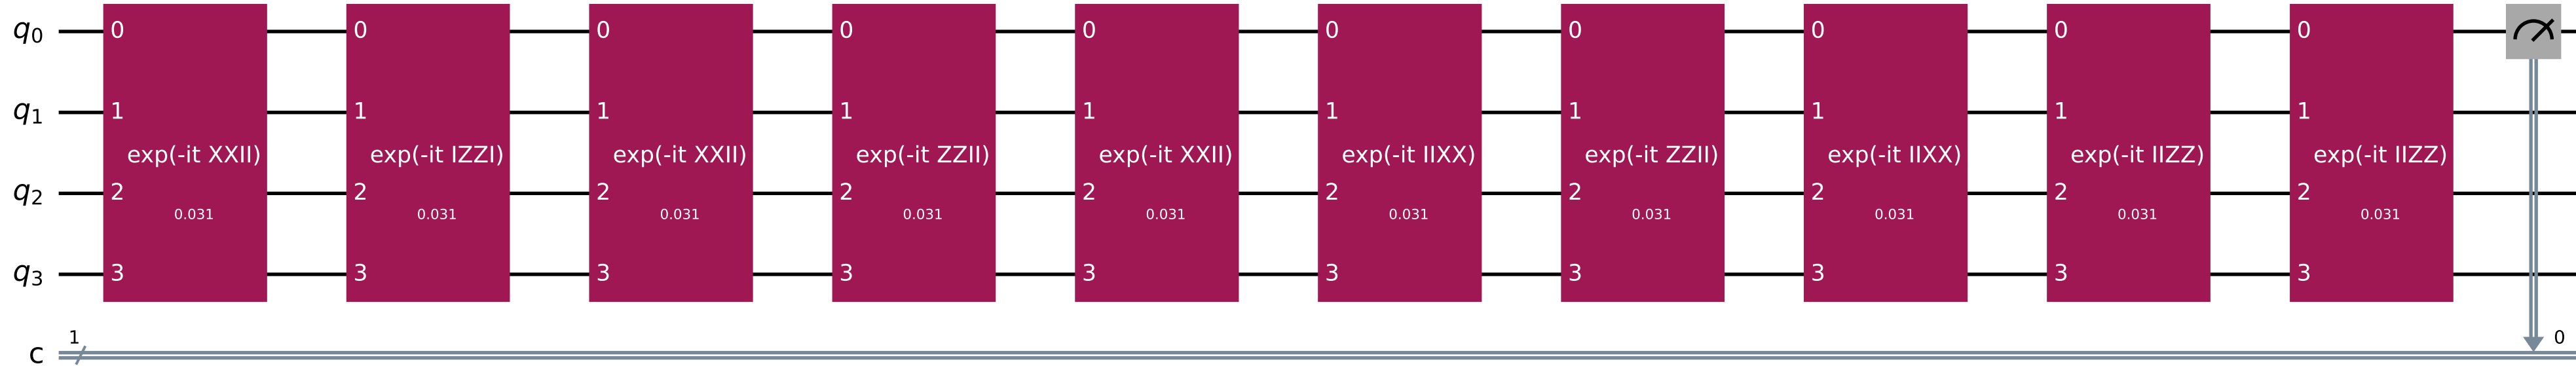 q0 0 0 0 0 0 0 0 0 0 0
q1 1 1 1 1 1 1 1 1 1 1
exp(-it XXII) exp(-it IZZI) exp(-it XXII) exp(-it ZZII) exp(-it XXII) exp(-it IIXX) exp(-it ZZII) exp(-it IIXX) exp(-it IIZZ) exp(-it IIZZ)
q2 2 2 2 2 2 2 2 2 2 2
0.031 0.031 0.031 0.031 0.031 0.031 0.031 0.031 0.031 0.031
q3 3 3 3 3 3 3 3 3 3 3
1 0
c